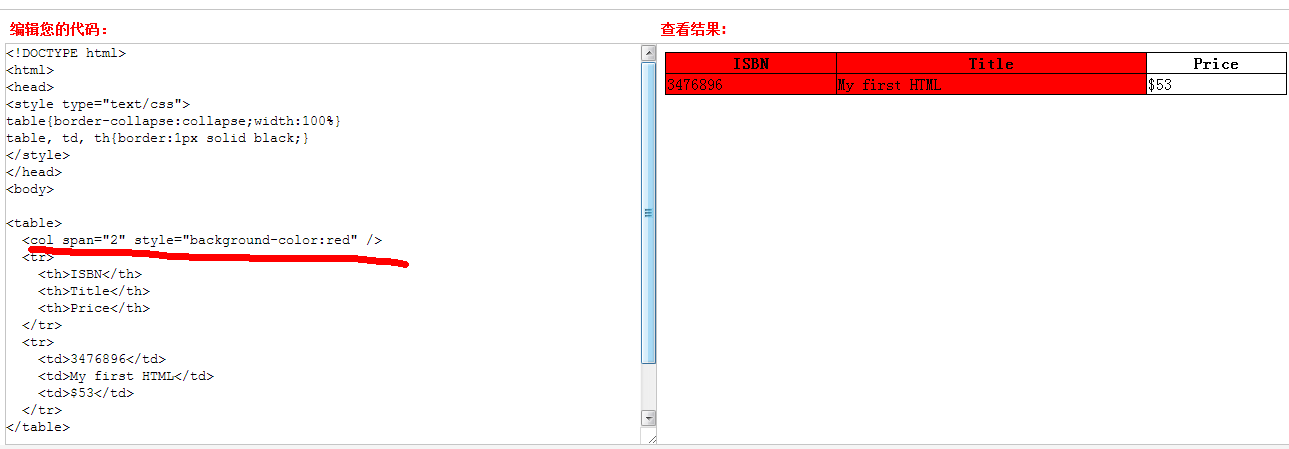 编辑您的代码:
<!DOCTYPE html>
<html>
<head>
<style type="text/css">
table{border-collapse:collapse;width:100%}
table, td, th{border:1px solid black;}
</style>
</head>
<body>
<table>
<col span="2" style="background-color:red" />
<tr>
<th>ISBN</th>
<th>Title</th>
<th>Price</th>
</tr>
<tr>
<td>3476896</td>
<td>My first HTML</td>
<td>$53</td>
</tr>
</table>
查看结果:
ISBN Title Price
3476896 My first HTML $53